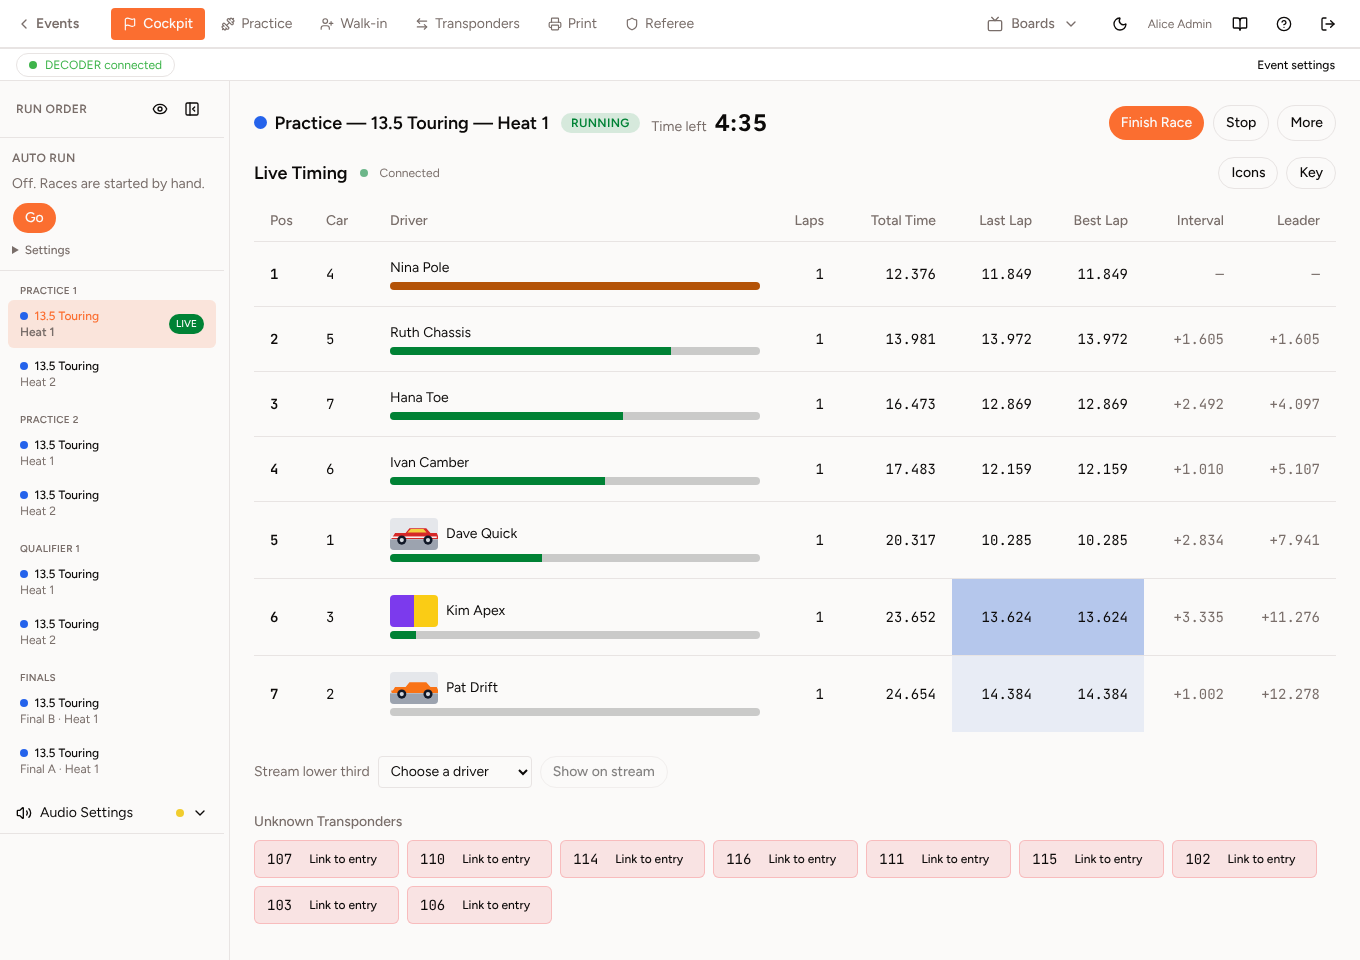 Events Cockpit Practice Walk-in Transponders Print Referee Boards Alice Admin
DECODER connected Event settings
RUN ORDER
AUTO RUN
Off. Races are started by hand.
Go
Settings
PRACTICE 1
13.5 Touring
Heat 1
LIVE
13.5 Touring
Heat 2
PRACTICE 2
13.5 Touring
Heat 1
13.5 Touring
Heat 2
QUALIFIER 1
13.5 Touring
Heat 1
13.5 Touring
Heat 2
FINALS
13.5 Touring
Final B · Heat 1
13.5 Touring
Final A · Heat 1
Audio Settings
Practice — 13.5 Touring — Heat 1 RUNNING Time left 4:35 Finish Race Stop More
Live Timing Connected Icons Key
Pos Car Driver Laps Total Time Last Lap Best Lap Interval Leader
1 4 Nina Pole 1 12.376 11.849 11.849 — —
2 5 Ruth Chassis 1 13.981 13.972 13.972 +1.605 +1.605
3 7 Hana Toe 1 16.473 12.869 12.869 +2.492 +4.097
4 6 Ivan Camber 1 17.483 12.159 12.159 +1.010 +5.107
5 1 Dave Quick 1 20.317 10.285 10.285 +2.834 +7.941
6 3 Kim Apex 1 23.652 13.624 13.624 +3.335 +11.276
7 2 Pat Drift 1 24.654 14.384 14.384 +1.002 +12.278
Stream lower third Choose a driver Show on stream
Unknown Transponders
107 Link to entry 110 Link to entry 114 Link to entry 116 Link to entry 111 Link to entry 115 Link to entry 102 Link to entry
103 Link to entry 106 Link to entry